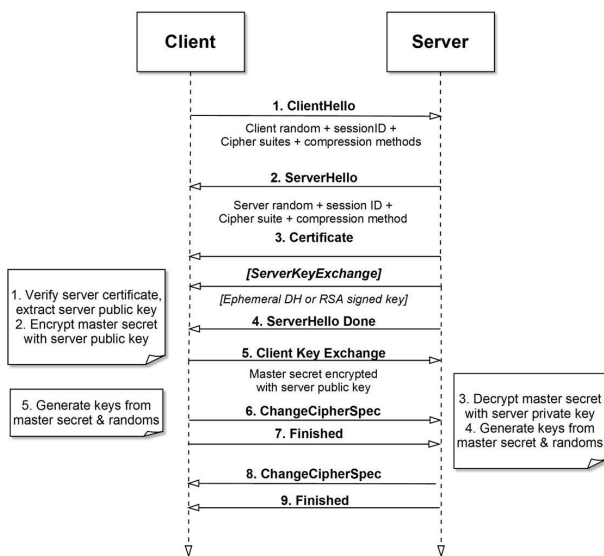 Client
Server
1. ClientHello
Client random + sessionID +
Cipher suites + compression methods
2. ServerHello
Server random + session ID +
Cipher suite + compression method
3. Certificate
[ServerKeyExchange]
[Ephemeral DH or RSA signed key]
1. Verify server certificate,
extract server public key
2. Encrypt master secret
with server public key
4. ServerHello Done
5. Client Key Exchange
Master secret encrypted
with server public key
3. Decrypt master secret
with server private key
4. Generate keys from
master secret & randoms
5. Generate keys from
master secret & randoms
6. ChangeCipherSpec
7. Finished
8. ChangeCipherSpec
9. Finished